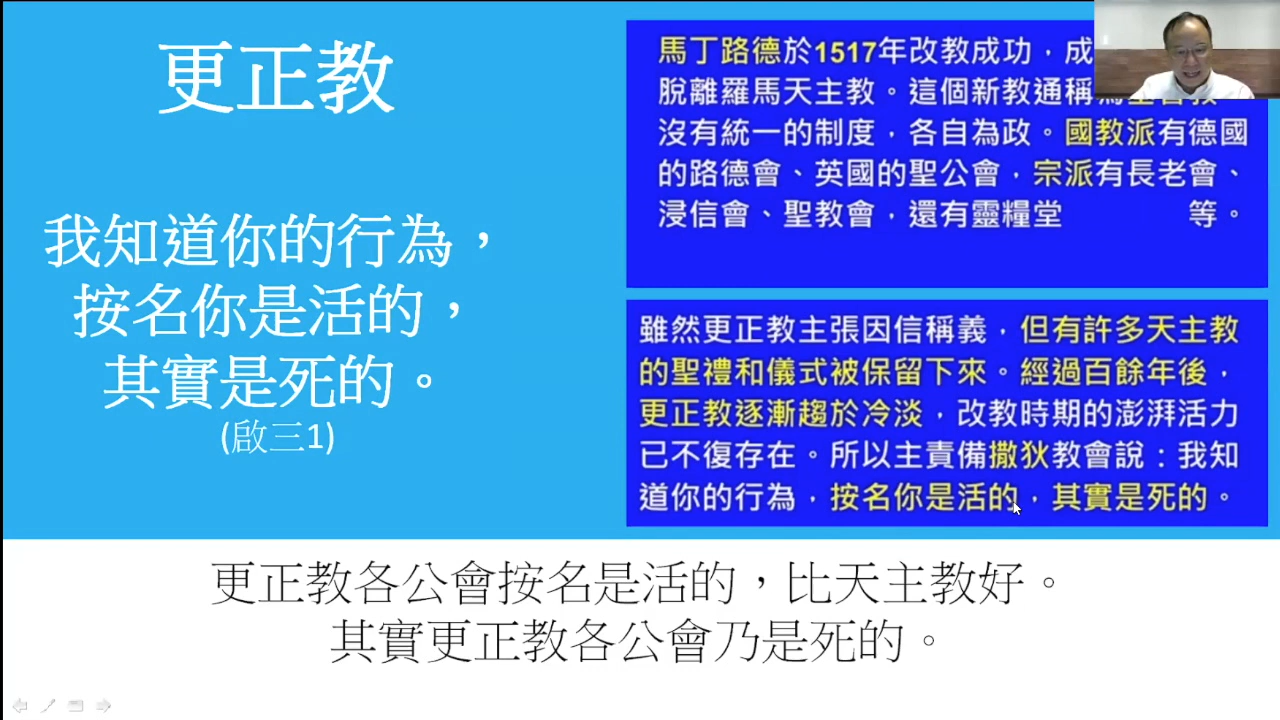 更正教
我知道你的行為，
按名你是活的，
其實是死的。
(啟三1)
馬丁路德於1517年改教成功，成
脫離羅馬天主教。這個新教通稱
沒有統一的制度，各自為政。國教派有德國
的路德會、英國的聖公會，宗派有長老會、
浸信會、聖教會，還有靈糧堂 等。
雖然更正教主張因信稱義，但有許多天主教
的聖禮和儀式被保留下來。經過百餘年後，
更正教逐漸趨於冷淡，改教時期的澎湃活力
已不復存在。所以主責備撒狄教會說：我知
道你的行為，按名你是活的，其實是死的。
更正教各公會按名是活的，比天主教好。
其實更正教各公會乃是死的。